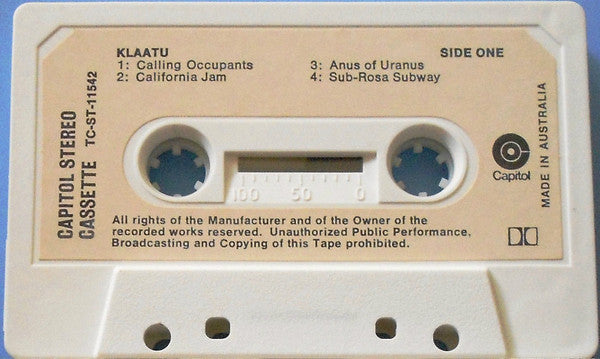 KLAATU
SIDE ONE
1: Calling Occupants
2: California Jam
3: Anus of Uranus
4: Sub-Rosa Subway
CAPITOL STEREO
CASSETTE TC-ST-11542
100 50 0
Capitol
MADE IN AUSTRALIA
All rights of the Manufacturer and of the Owner of the
recorded works reserved. Unauthorized Public Performance,
Broadcasting and Copying of this Tape prohibited.